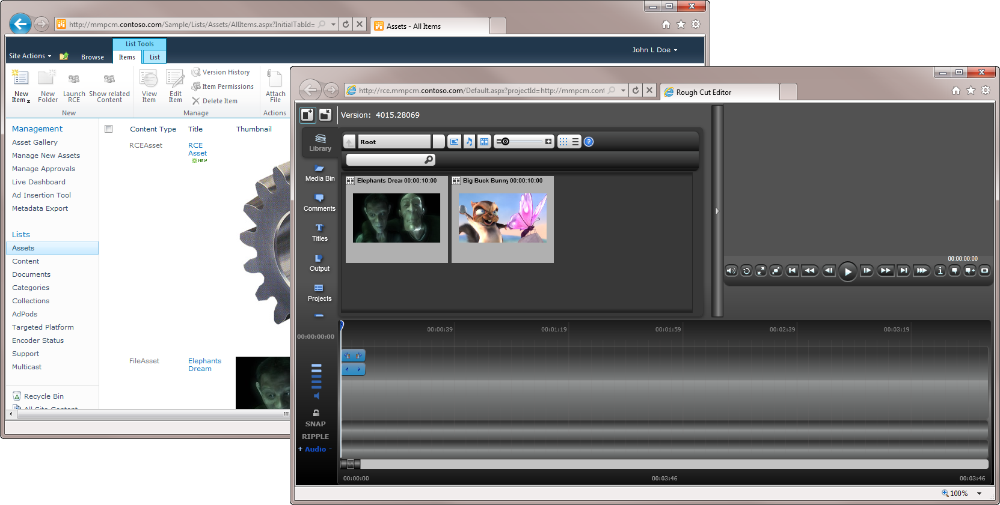 http://mmpcm.contoso.com/Sample/Lists/Assets/AllItems.aspx?InitialTabId=
Assets - All Items
List Tools
John L Doe
Site Actions
Browse
Items
List
New Item
New Folder
Launch RCE
Show related Content
New
View Item
Edit Item
Version History
Item Permissions
Delete Item
Manage
Attach File
Actions
Management
Asset Gallery
Manage New Assets
Manage Approvals
Live Dashboard
Ad Insertion Tool
Metadata Export
Lists
Assets
Content
Documents
Categories
Collections
AdPods
Targeted Platform
Encoder Status
Support
Multicast
Recycle Bin
All Site Content
Content Type Title Thumbnail
RCEAsset
RCE
Asset
NEW
FileAsset
Elephants
Dream
http://rce.mmpcm.contoso.com/Default.aspx?projectId=http://mmpcm.cont
Rough Cut Editor
Version: 4015.28069
Library
Media Bin
Comments
Titles
Output
Projects
Root
Elephants Drear 00:00:10:00
Big Buck Bunny 00:00:10:00
00:00:00:00
00:00:00:00
00:00:39
00:01:19
00:01:59
00:02:39
00:03:19
SNAP
RIPPLE
+ Audio -
00:00:00
00:03:46
00:03:46
100%